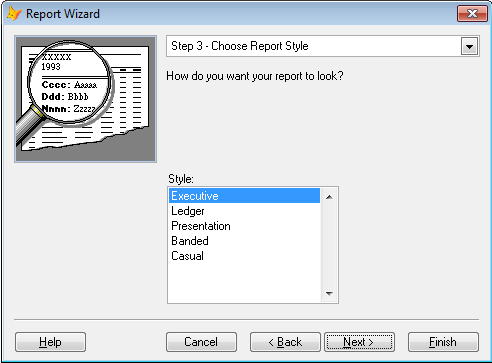 Report Wizard
Step 3 - Choose Report Style
How do you want your report to look?
XXXXX
1993
Cccc: Aaaaa
Ddd: Bbbb
Nnnn: Zzzzz
Style:
Executive
Ledger
Presentation
Banded
Casual
Help
Cancel
< Back
Next >
Finish